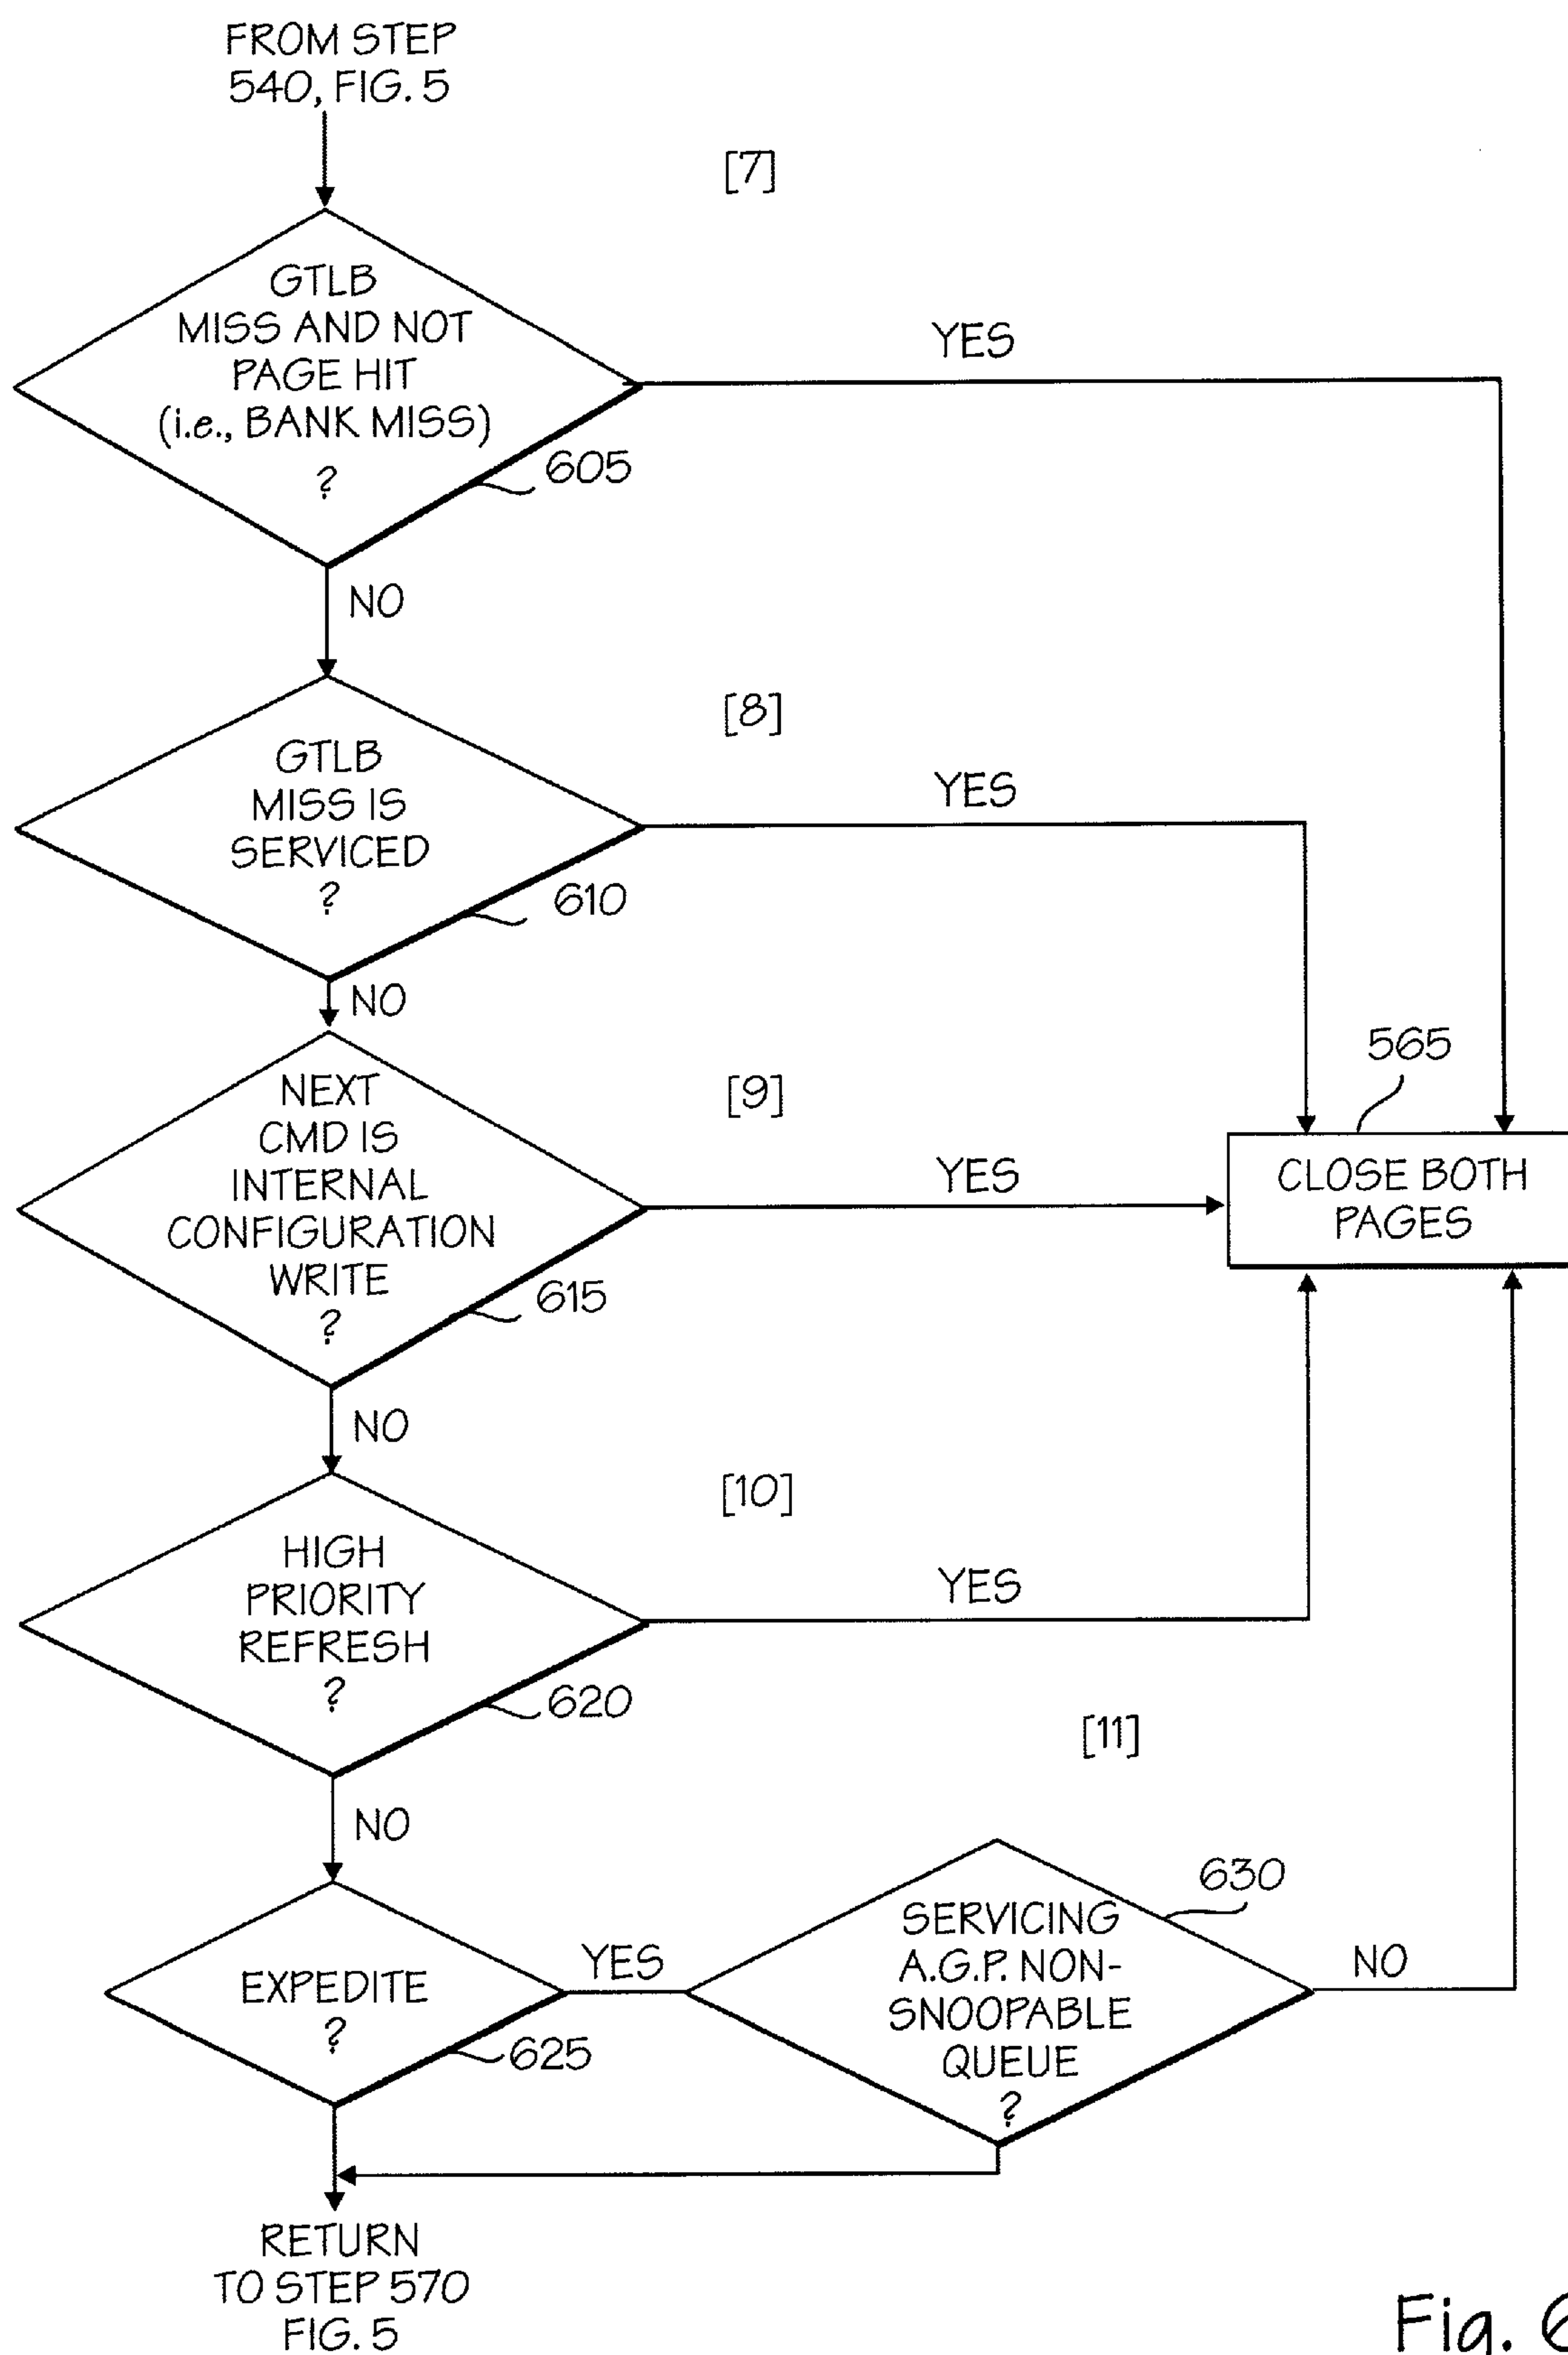 FROM STEP
540, FIG. 5
[7]
GTLB
MISS AND NOT
PAGE HIT
(i.e., BANK MISS)
?
YES
605
NO
[8]
GTLB
MISS IS
SERVICED
?
YES
610
NO
565
[9]
NEXT
CMD IS
INTERNAL
CONFIGURATION
WRITE
?
YES
615
CLOSE BOTH
PAGES
NO
[10]
HIGH
PRIORITY
REFRESH
?
YES
620
NO
[11]
EXPEDITE
?
YES
625
630
SERVICING
A.G.P. NON-
SNOOPABLE
QUEUE
?
NO
RETURN
TO STEP 570
FIG. 5
Fig. 6